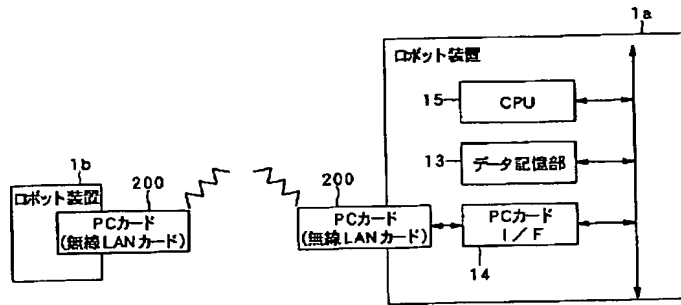 1a
ロボット装置
15
CPU
13
データ記憶部
1b
200
200
ロボット装置
PCカード
(無線LANカード)
PCカード
(無線LANカード)
PCカード
I/F
14